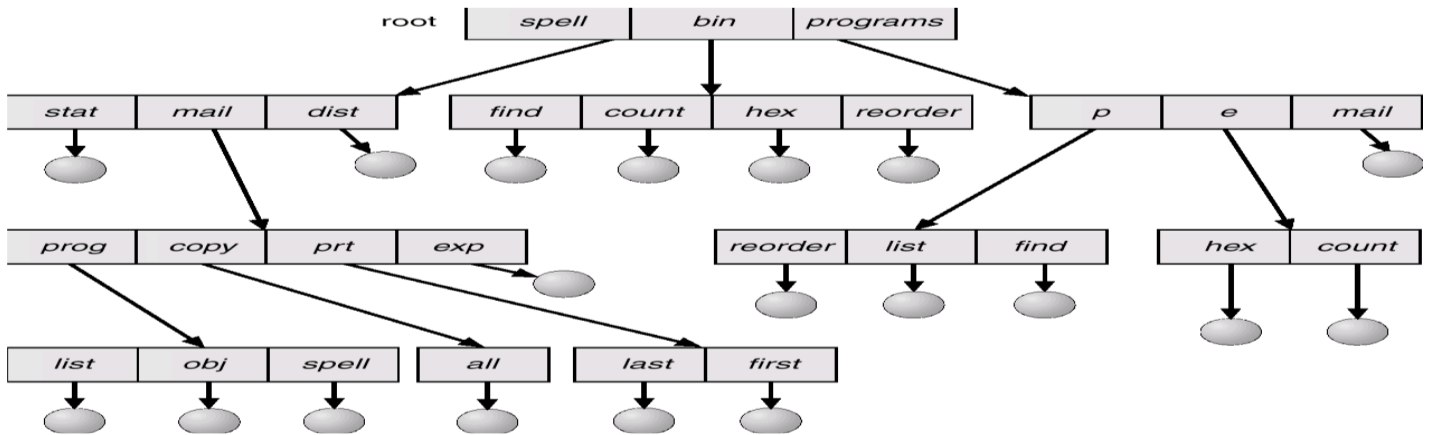 root spell bin programs
stat mail dist find count hex reorder p e mail
prog copy prt exp reorder list find hex count
list obj spell all last first